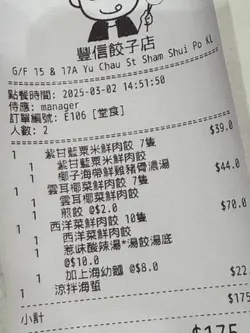 豐信餃子店
G/F 15 & 17A Yu Chau St Sham Shui Po Kl
點餐時間: 2025-03-02 14:51:50
侍應: manager
訂單編號: E106 [堂食]
人數: 2
1 紫甘藍粟米鮮肉餃 7隻 $39.0
1 紫甘藍粟米鮮肉餃
1 椰子海帶鮮雞豬骨濃湯
1 雲耳椰菜鮮肉餃 7隻 $44.0
1 雲耳椰菜鮮肉餃
1 煎餃 @$2.0
1 西洋菜鮮肉餃 10隻 $70.0
1 西洋菜鮮肉餃
1 惹味酸辣湯*湯餃湯底
@$10.0
1 加上海幼麵 @$8.0
1 涼拌海蜇 $22.
小計 $175
$175